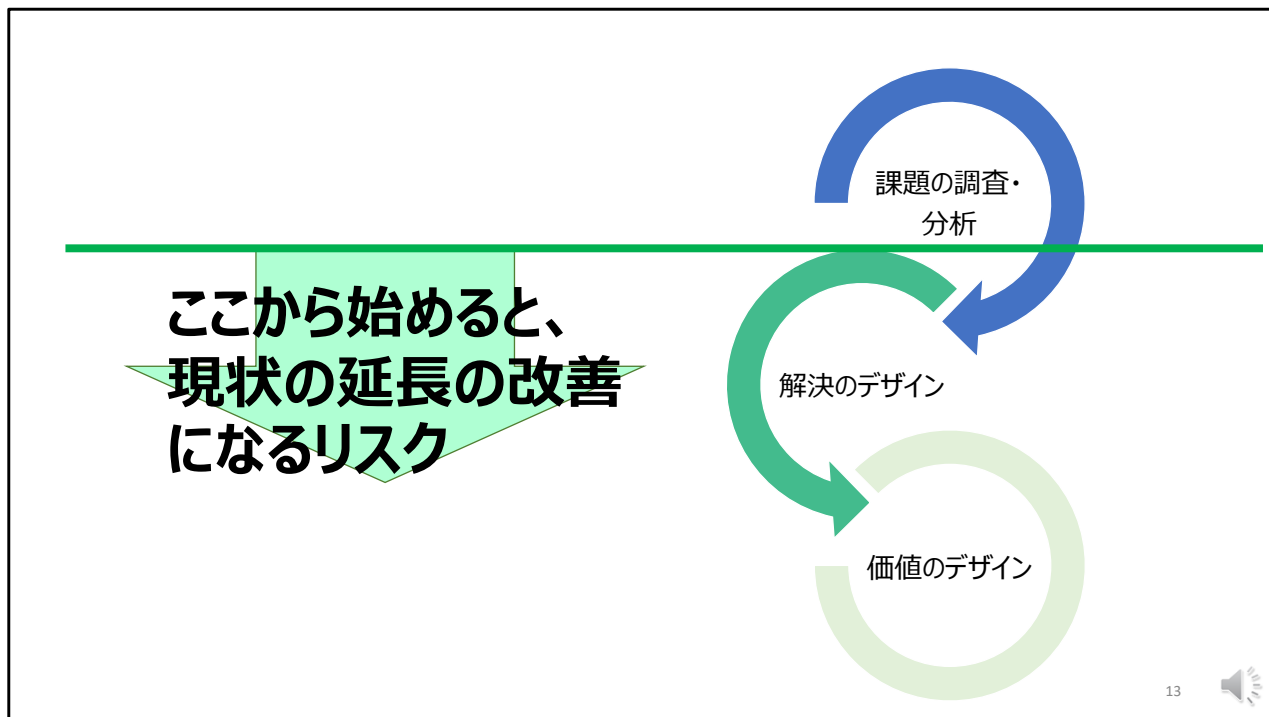 課題の調査・
分析
ここから始めると、
現状の延長の改善
になるリスク
解決のデザイン
価値のデザイン
13